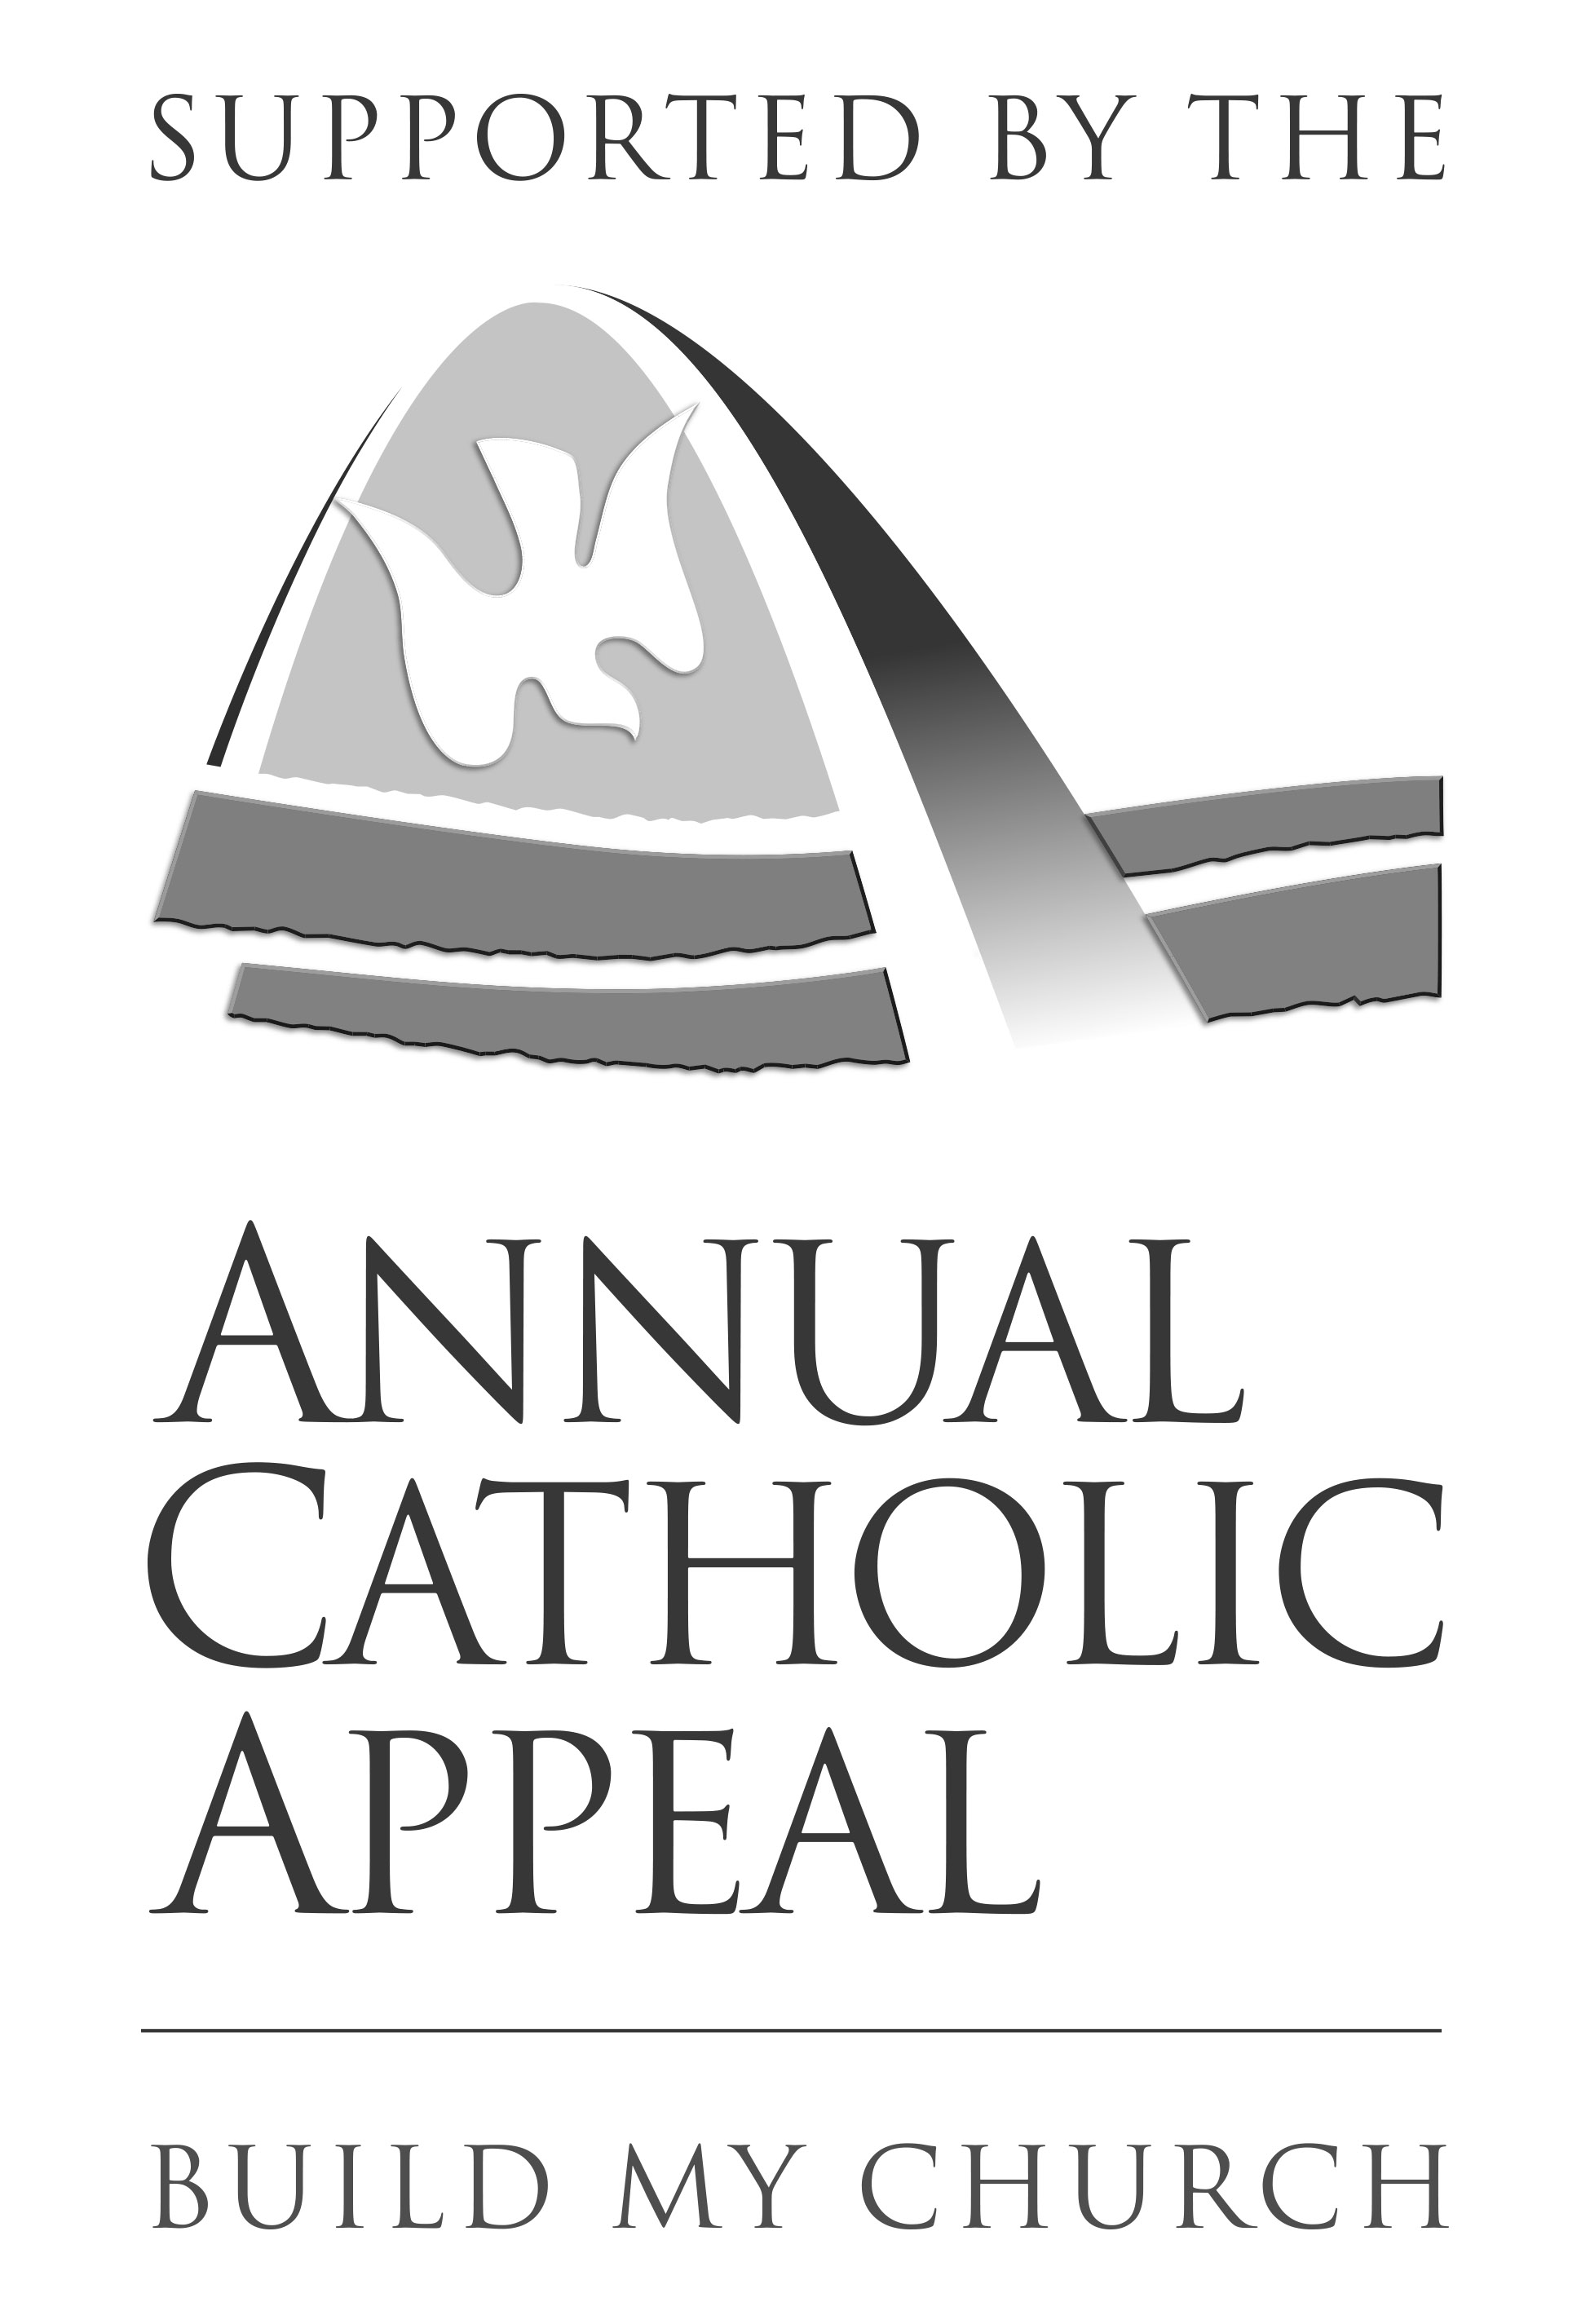 SUPPORTED BY THE
ANNUAL
CATHOLIC
APPEAL
BUILD MY CHURCH